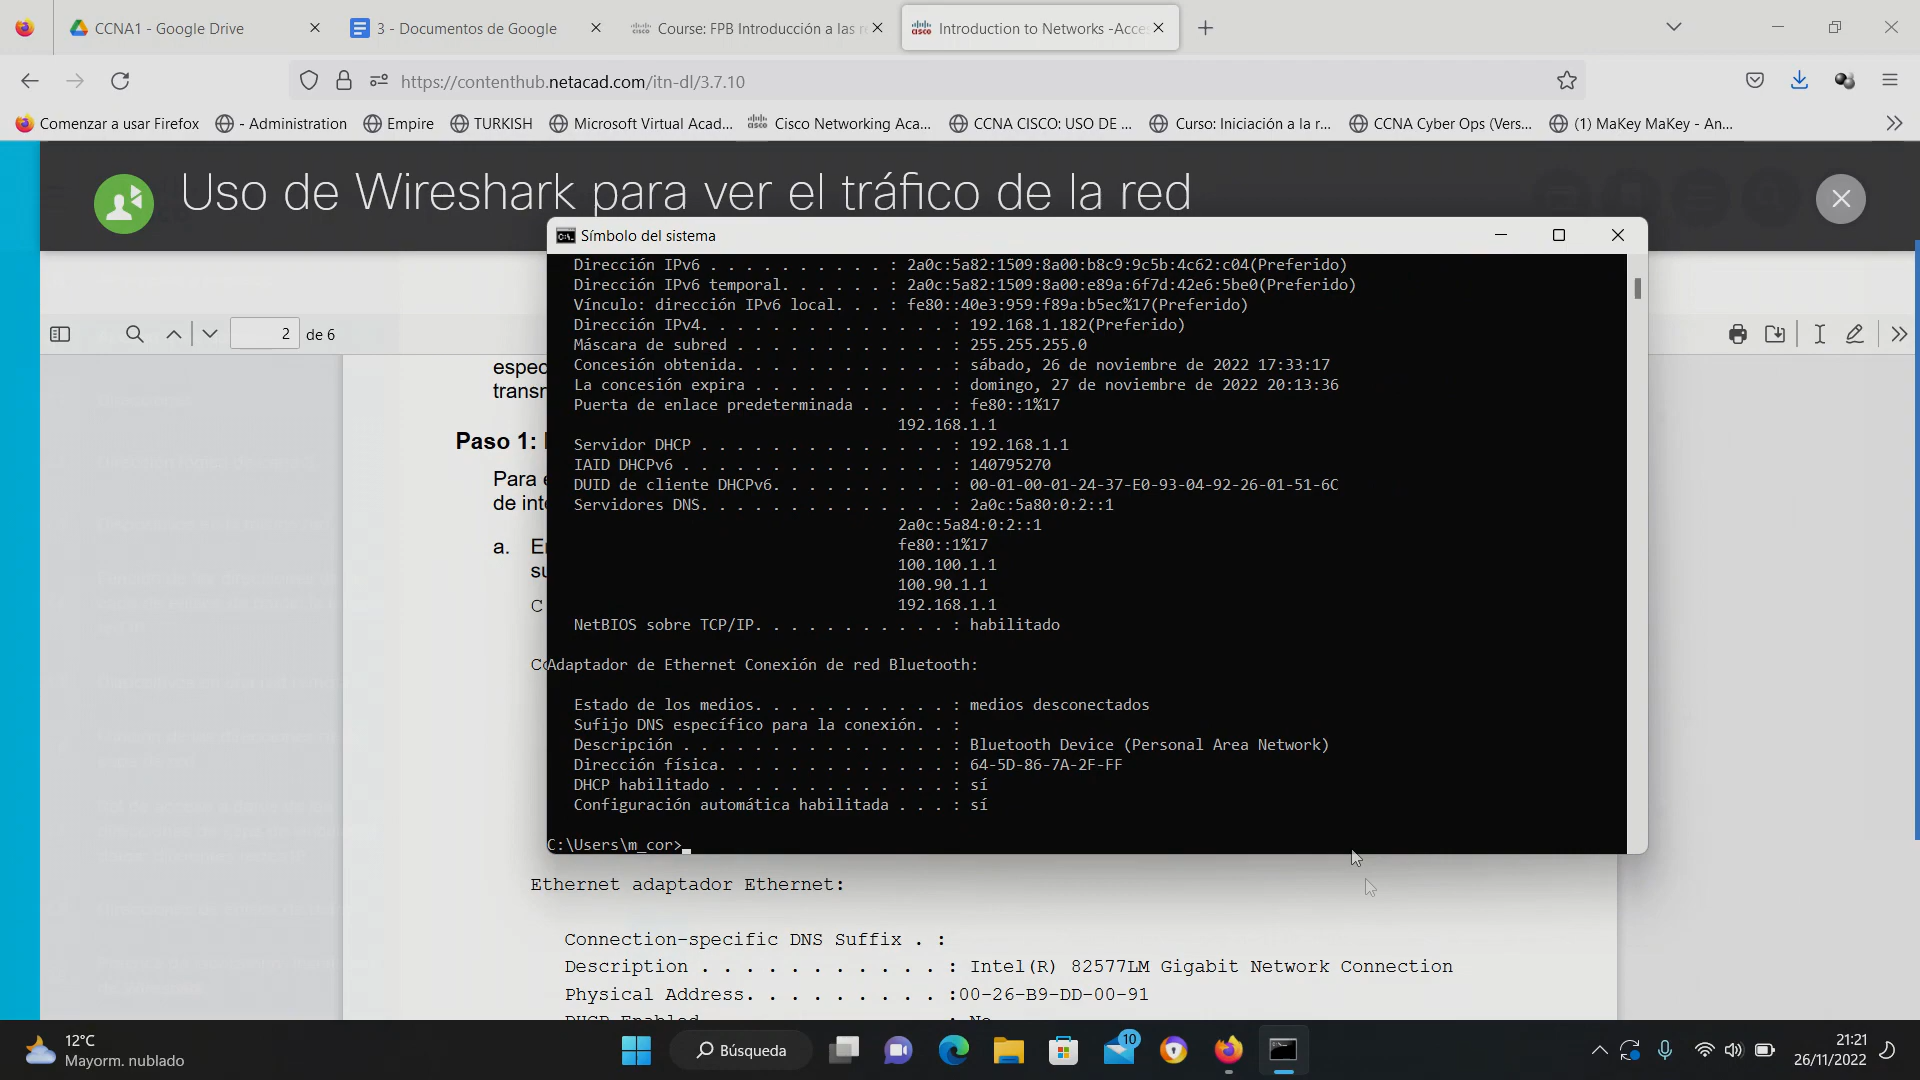 CCNA1 - Google Drive
3 - Documentos de Google
Course: FPB Introducción a las re
Introduction to Networks -Acce
https://contenthub.netacad.com/itn-dl/3.7.10
Comenzar a usar Firefox
- Administration
Empire
TURKISH
Microsoft Virtual Acad...
Cisco Networking Aca...
CCNA CISCO: USO DE ...
Curso: Iniciación a la r...
CCNA Cyber Ops (Vers...
(1) MaKey MaKey - An...
Uso de Wireshark para ver el tráfico de la red
2 de 6
espec
transm
Paso 1:
Para e
de inte
a. En
su
C
Co
Símbolo del sistema
Dirección IPv6 . . . . . . . . . . : 2a0c:5a82:1509:8a00:b8c9:9c5b:4c62:c04(Preferido)
Dirección IPv6 temporal. . . . . . : 2a0c:5a82:1509:8a00:e89a:6f7d:42e6:5be0(Preferido)
Vínculo: dirección IPv6 local. . . : fe80::40e3:959:f89a:b5ec%17(Preferido)
Dirección IPv4. . . . . . . . . . . . . . : 192.168.1.182(Preferido)
Máscara de subred . . . . . . . . . . . . : 255.255.255.0
Concesión obtenida. . . . . . . . . . . . : sábado, 26 de noviembre de 2022 17:33:17
La concesión expira . . . . . . . . . . . : domingo, 27 de noviembre de 2022 20:13:36
Puerta de enlace predeterminada . . . . . : fe80::1%17
192.168.1.1
Servidor DHCP . . . . . . . . . . . . . . : 192.168.1.1
IAID DHCPv6 . . . . . . . . . . . . . . . : 140795270
DUID de cliente DHCPv6. . . . . . . . . . : 00-01-00-01-24-37-E0-93-04-92-26-01-51-6C
Servidores DNS. . . . . . . . . . . . . . : 2a0c:5a80:0:2::1
2a0c:5a84:0:2::1
fe80::1%17
100.100.1.1
100.90.1.1
192.168.1.1
NetBIOS sobre TCP/IP. . . . . . . . . . . : habilitado
Adaptador de Ethernet Conexión de red Bluetooth:
Estado de los medios. . . . . . . . . . . : medios desconectados
Sufijo DNS específico para la conexión. . :
Descripción . . . . . . . . . . . . . . . : Bluetooth Device (Personal Area Network)
Dirección física. . . . . . . . . . . . . : 64-5D-86-7A-2F-FF
DHCP habilitado . . . . . . . . . . . . . : sí
Configuración automática habilitada . . . : sí
C:\Users\m_cor>
Ethernet adaptador Ethernet:
Connection-specific DNS Suffix . :
Description . . . . . . . . . . . : Intel(R) 82577LM Gigabit Network Connection
Physical Address. . . . . . . . . :00-26-B9-DD-00-91
DHCP Enabled. . . . . . . . . . . : No
12°C
Mayorm. nublado
Búsqueda
10
21:21
26/11/2022